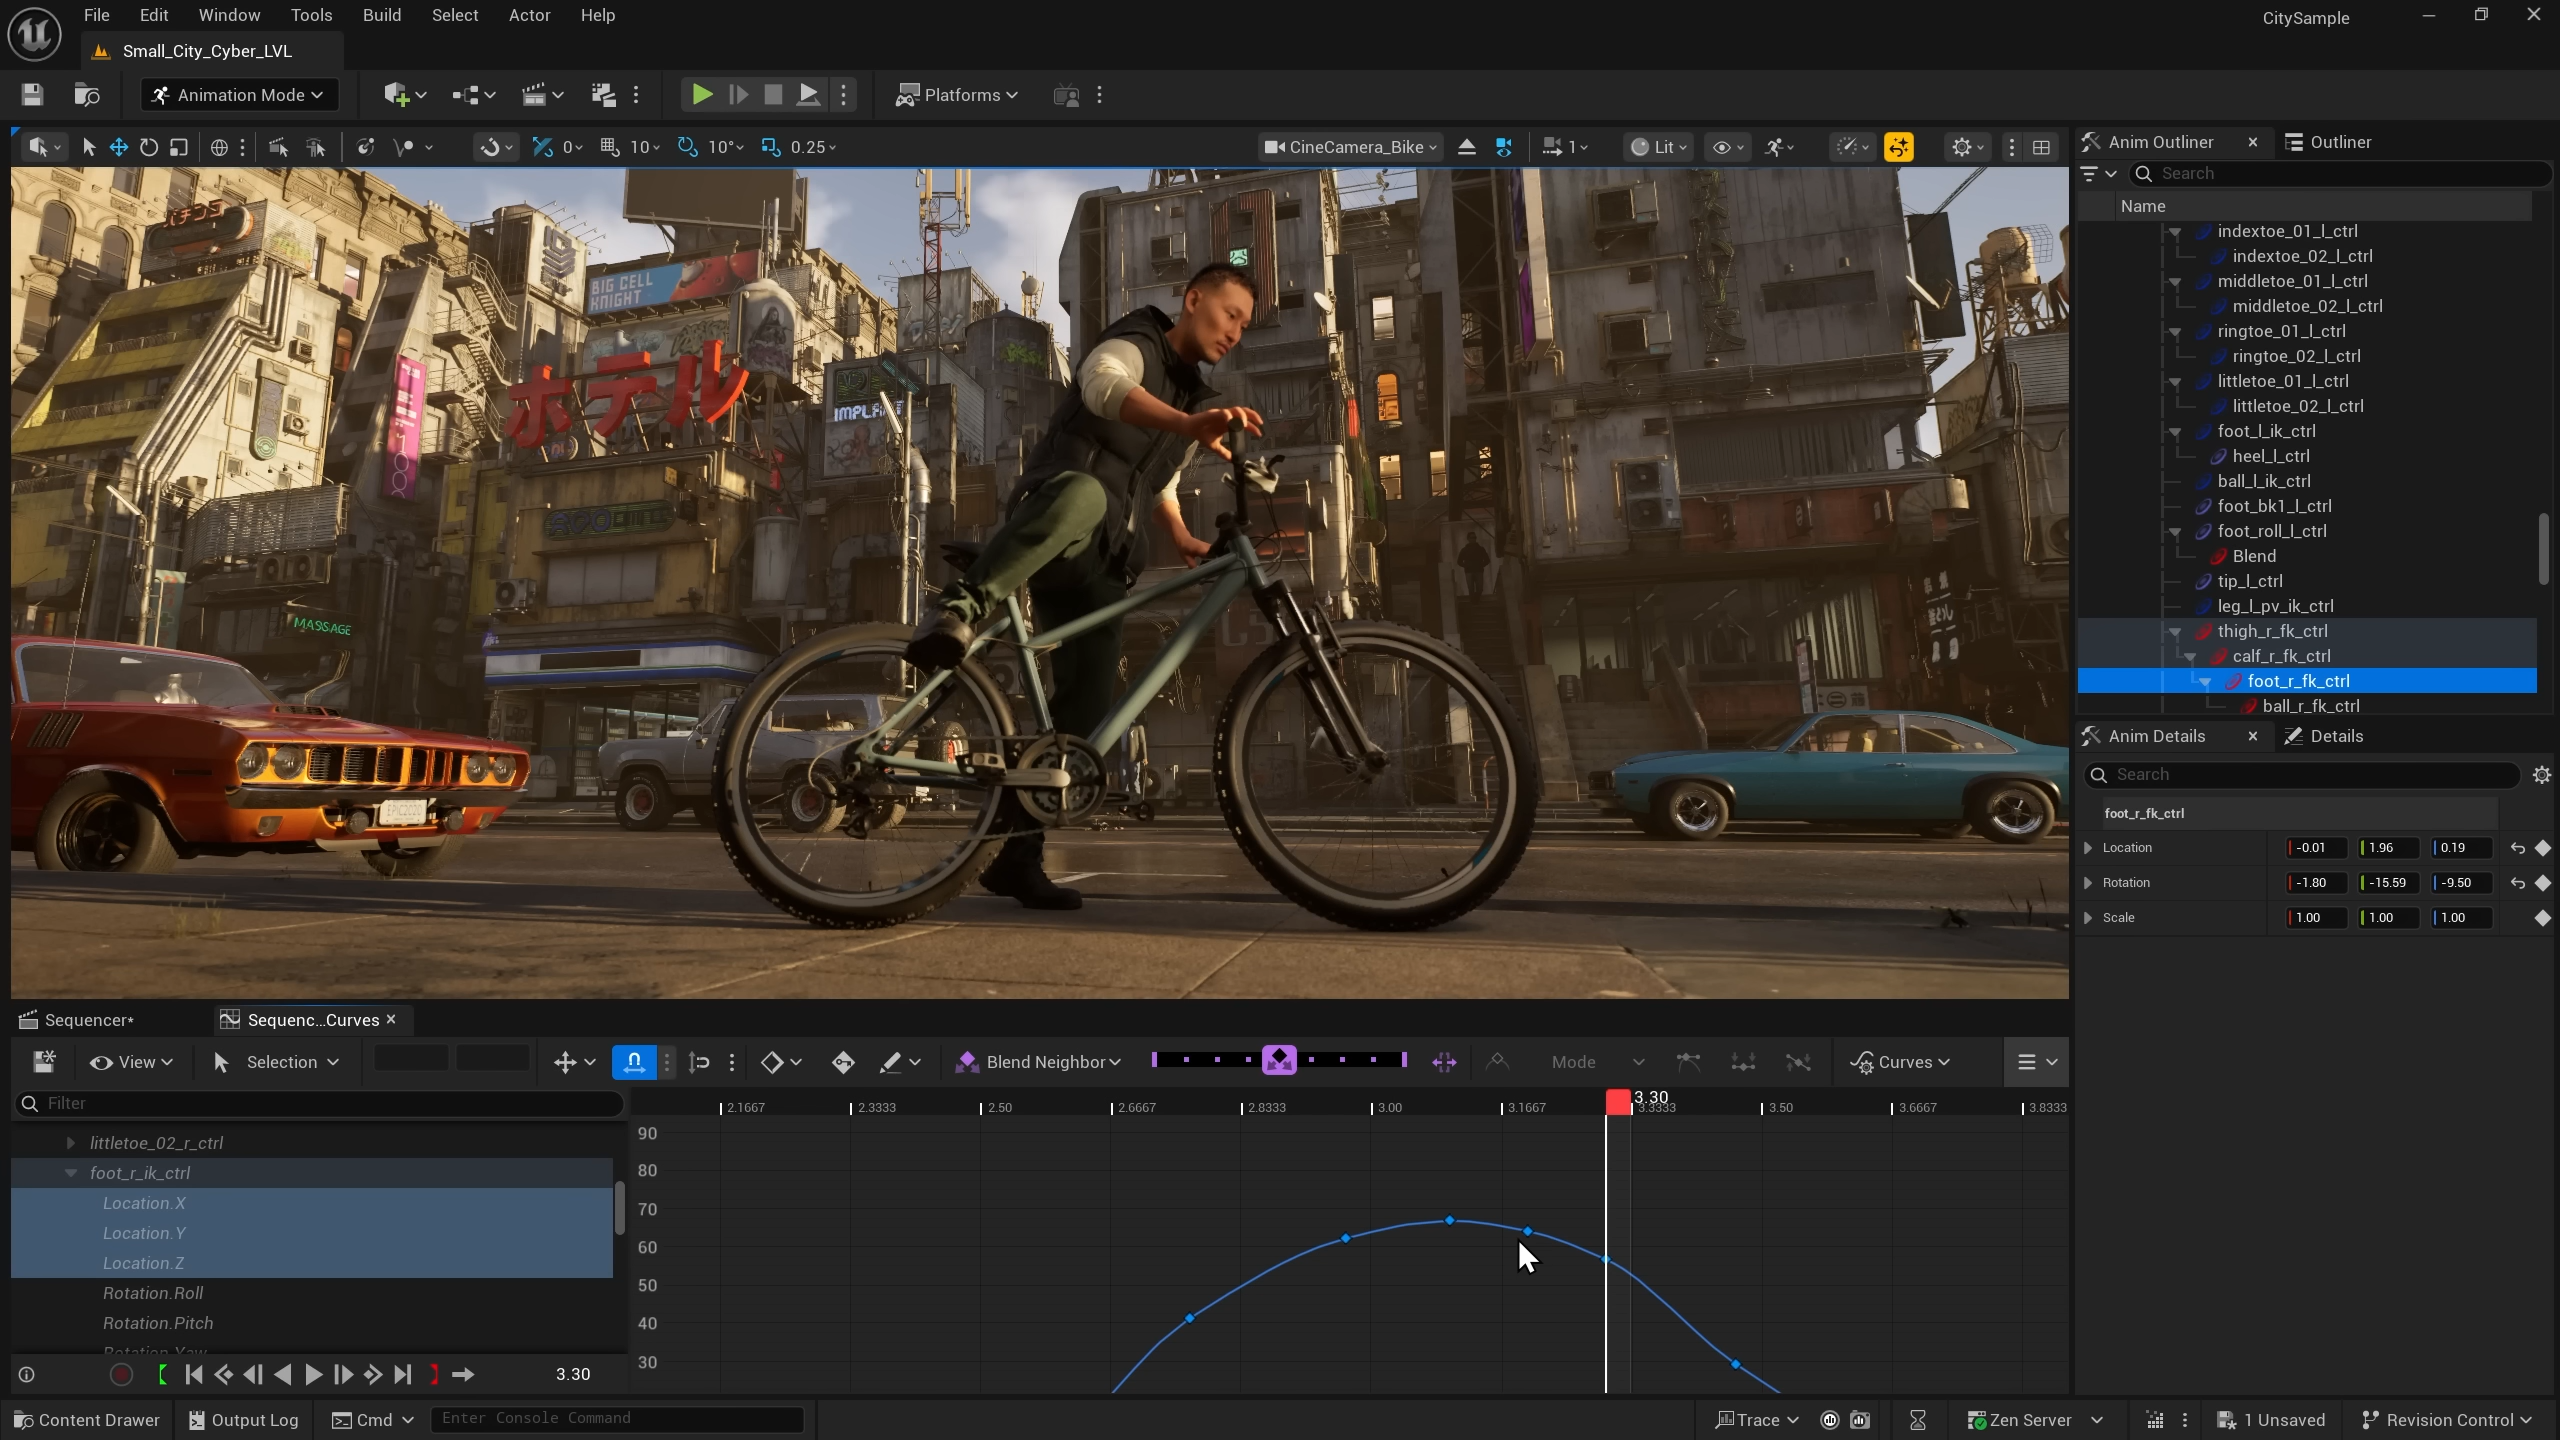 File Edit Window Tools Build Select Actor Help
CitySample
Small_City_Cyber_LVL
Animation Mode
Platforms
0
10
10°
0.25
CineCamera_Bike
1
Lit
Anim Outliner
Outliner
Search
Name
indextoe_01_l_ctrl
indextoe_02_l_ctrl
middletoe_01_l_ctrl
middletoe_02_l_ctrl
ringtoe_01_l_ctrl
ringtoe_02_l_ctrl
littletoe_01_l_ctrl
littletoe_02_l_ctrl
foot_l_ik_ctrl
heel_l_ctrl
ball_l_ik_ctrl
foot_bk1_l_ctrl
foot_roll_l_ctrl
Blend
tip_l_ctrl
leg_l_pv_ik_ctrl
thigh_r_fk_ctrl
calf_r_fk_ctrl
foot_r_fk_ctrl
ball_r_fk_ctrl
パチンコ
BIG CELL
KNIGHT
ホテル
MASSAGE
Anim Details
Details
Search
foot_r_fk_ctrl
Location -0.01 1.96 0.19
Rotation -1.80 -15.59 -9.50
Scale 1.00 1.00 1.00
Sequencer*
Sequenc...Curves
View
Selection
Blend Neighbor
Mode
Curves
Filter
littletoe_02_r_ctrl
foot_r_ik_ctrl
Location.X
Location.Y
Location.Z
Rotation.Roll
Rotation.Pitch
Rotation.Yaw
3.30
2.1667 2.3333 2.50 2.6667 2.8333 3.00 3.1667 3.3333 3.50 3.6667 3.8333
3.30
90
80
70
60
50
40
30
Content Drawer
Output Log
Cmd
Enter Console Command
Trace
Zen Server
1 Unsaved
Revision Control